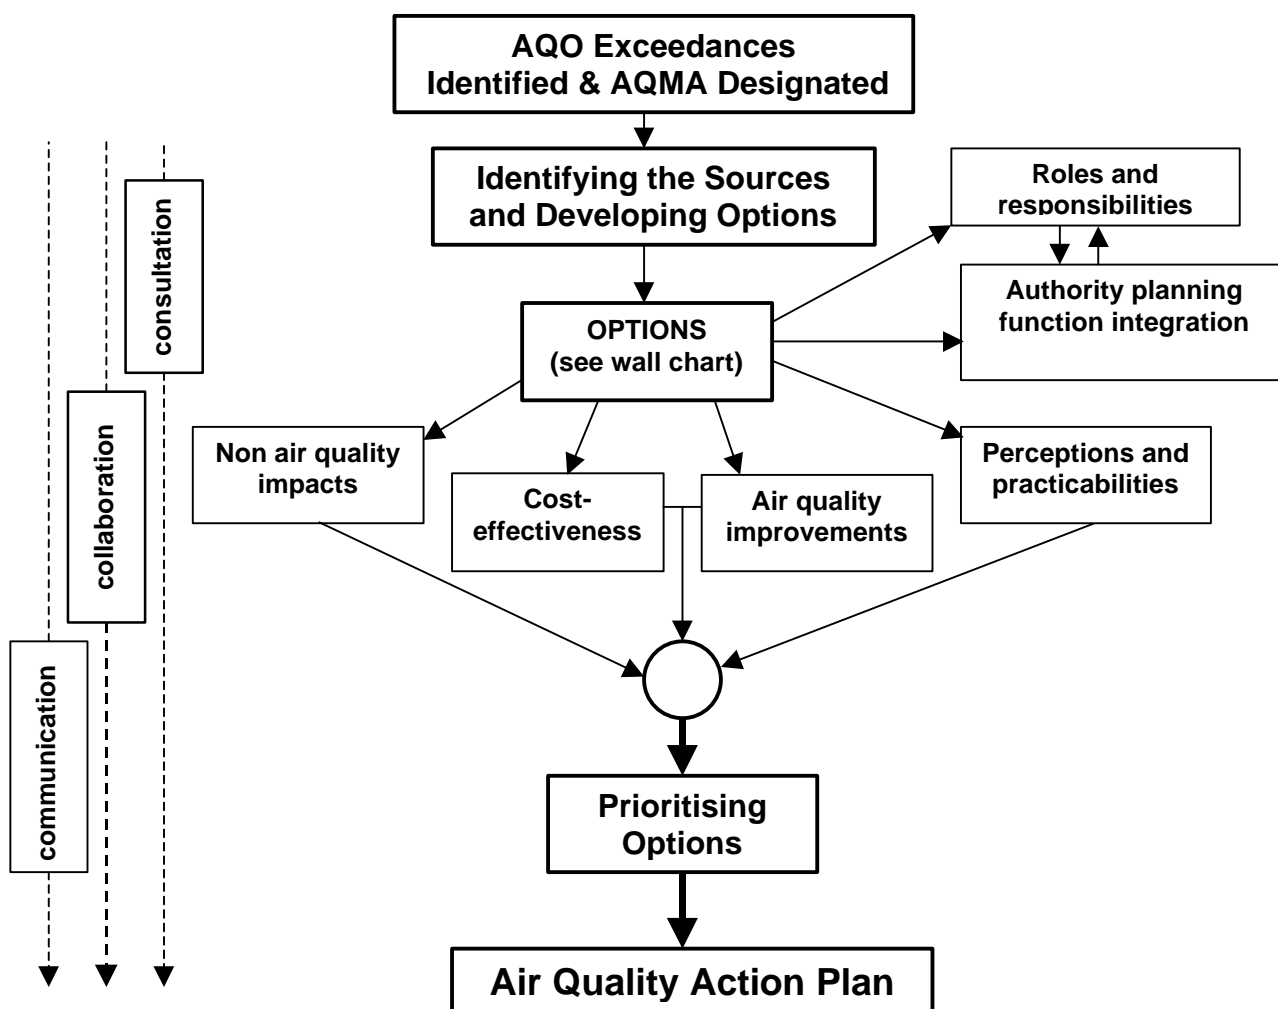 AQO Exceedances
Identified & AQMA Designated
Identifying the Sources
and Developing Options
Roles and
responsibilities
Authority planning
function integration
OPTIONS
(see wall chart)
consultation
collaboration
communication
Non air quality
impacts
Cost-
effectiveness
Air quality
improvements
Perceptions and
practicabilities
Prioritising
Options
Air Quality Action Plan